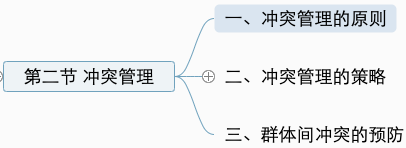 一、冲突管理的原则
第二节 冲突管理
二、冲突管理的策略
三、群体间冲突的预防